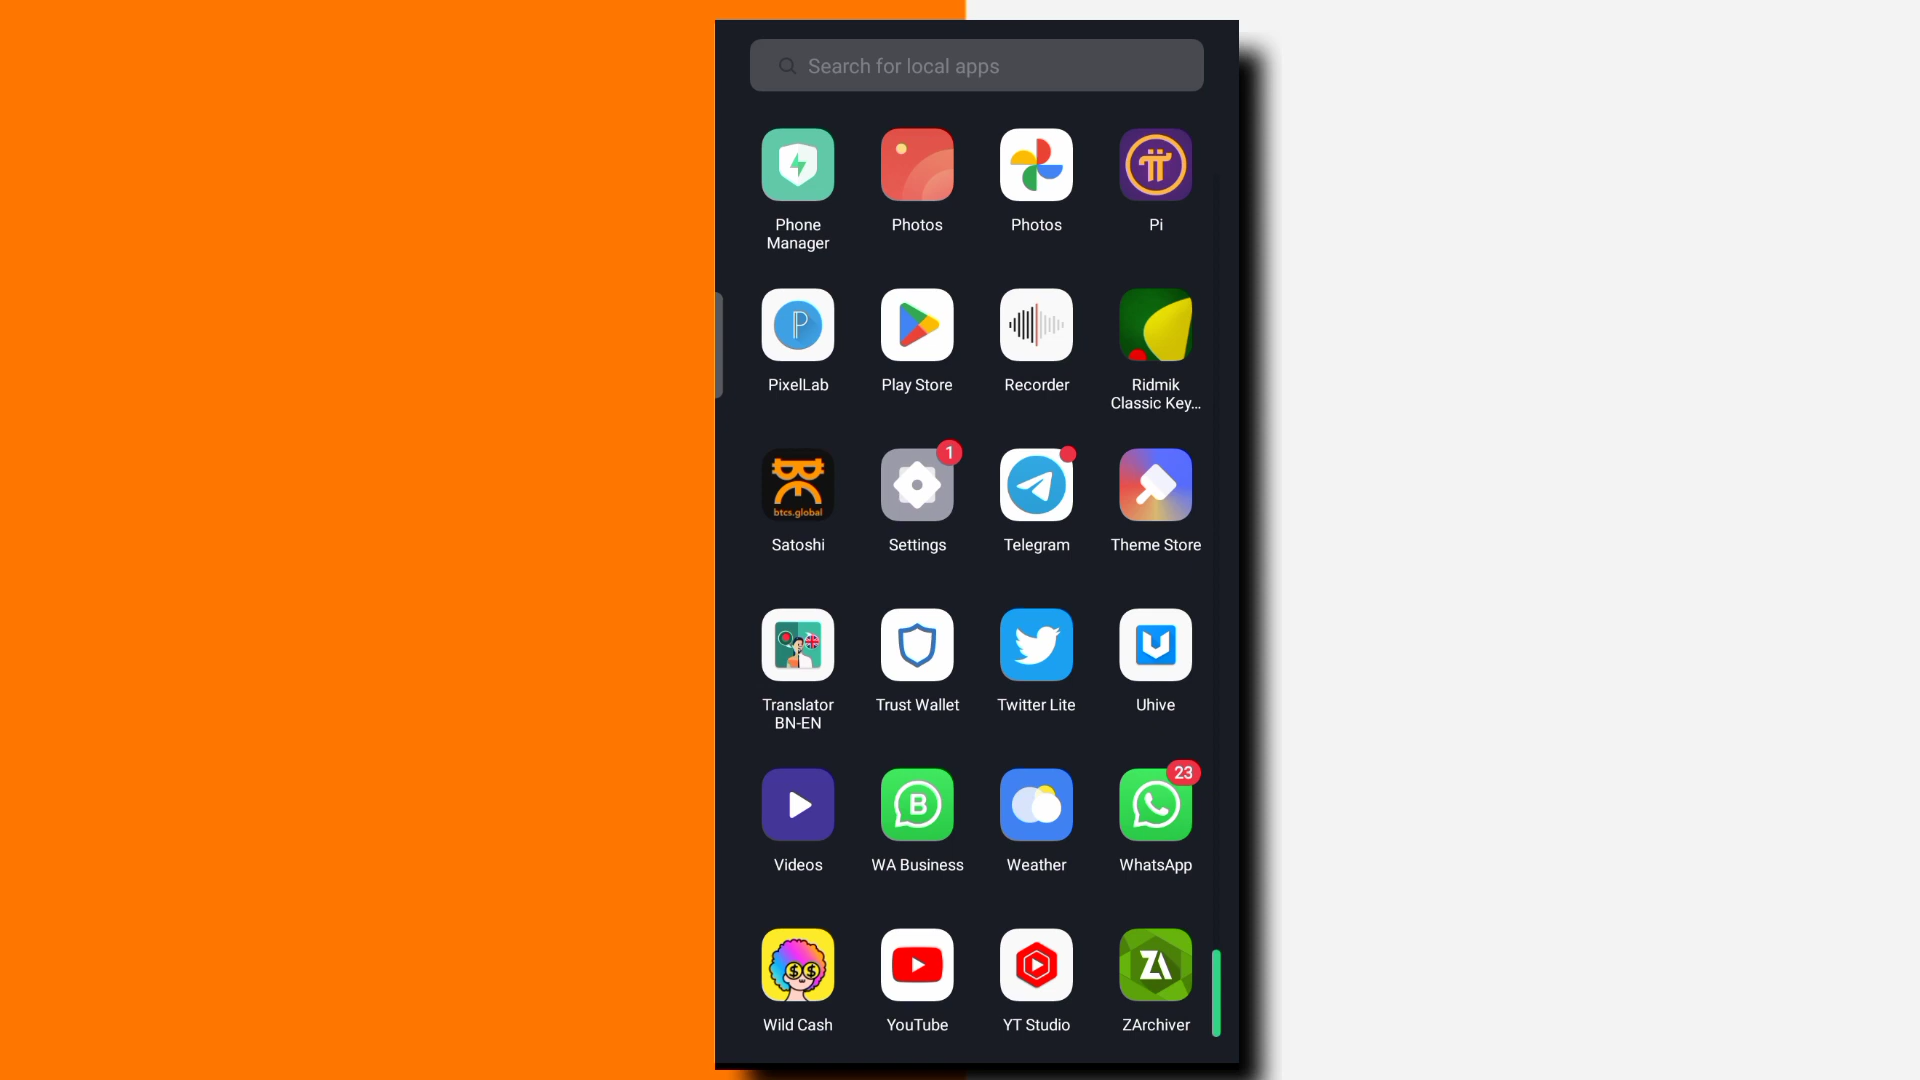 Search for local apps
Phone
Manager
Photos
Photos
Pi
PixelLab
Play Store
Recorder
Ridmik
Classic Key...
btcs.global
Satoshi
1
Settings
Telegram
Theme Store
Translator
BN-EN
Trust Wallet
Twitter Lite
Uhive
Videos
B
WA Business
Weather
23
WhatsApp
Wild Cash
YouTube
YT Studio
ZA
ZArchiver